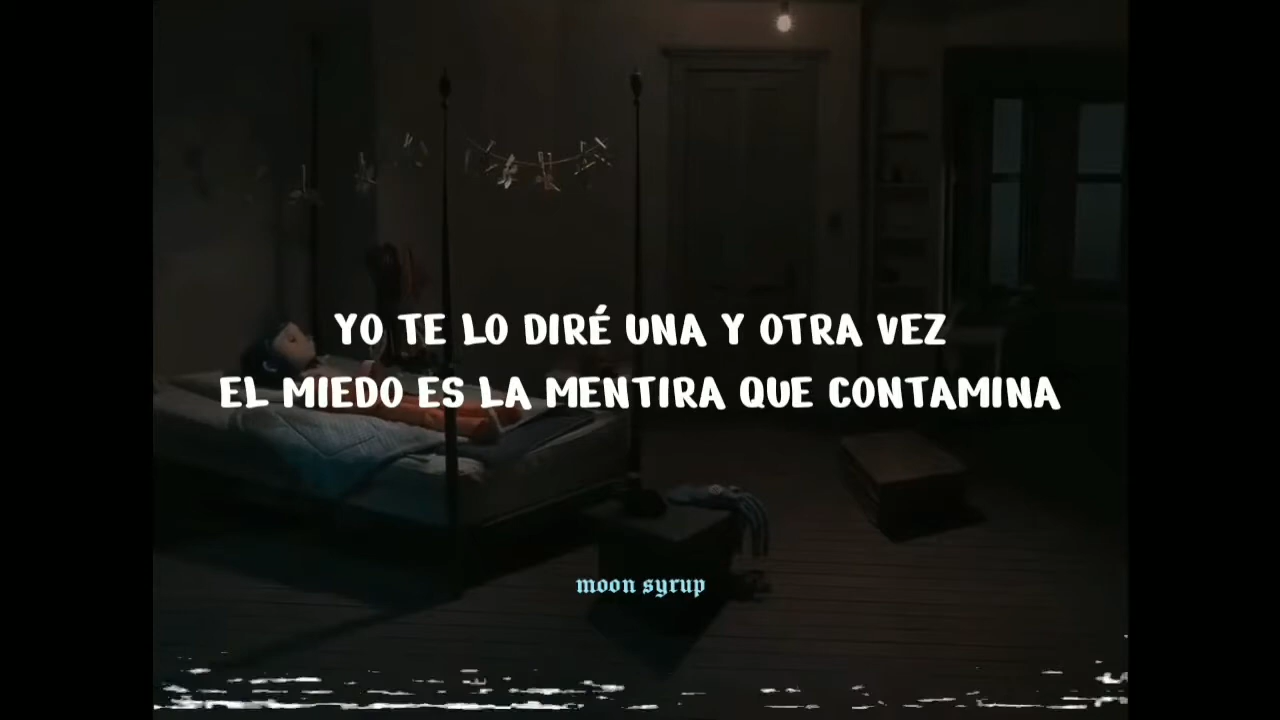 YO TE LO DIRÉ UNA Y OTRA VEZ
EL MIEDO ES LA MENTIRA QUE CONTAMINA
moon syrup